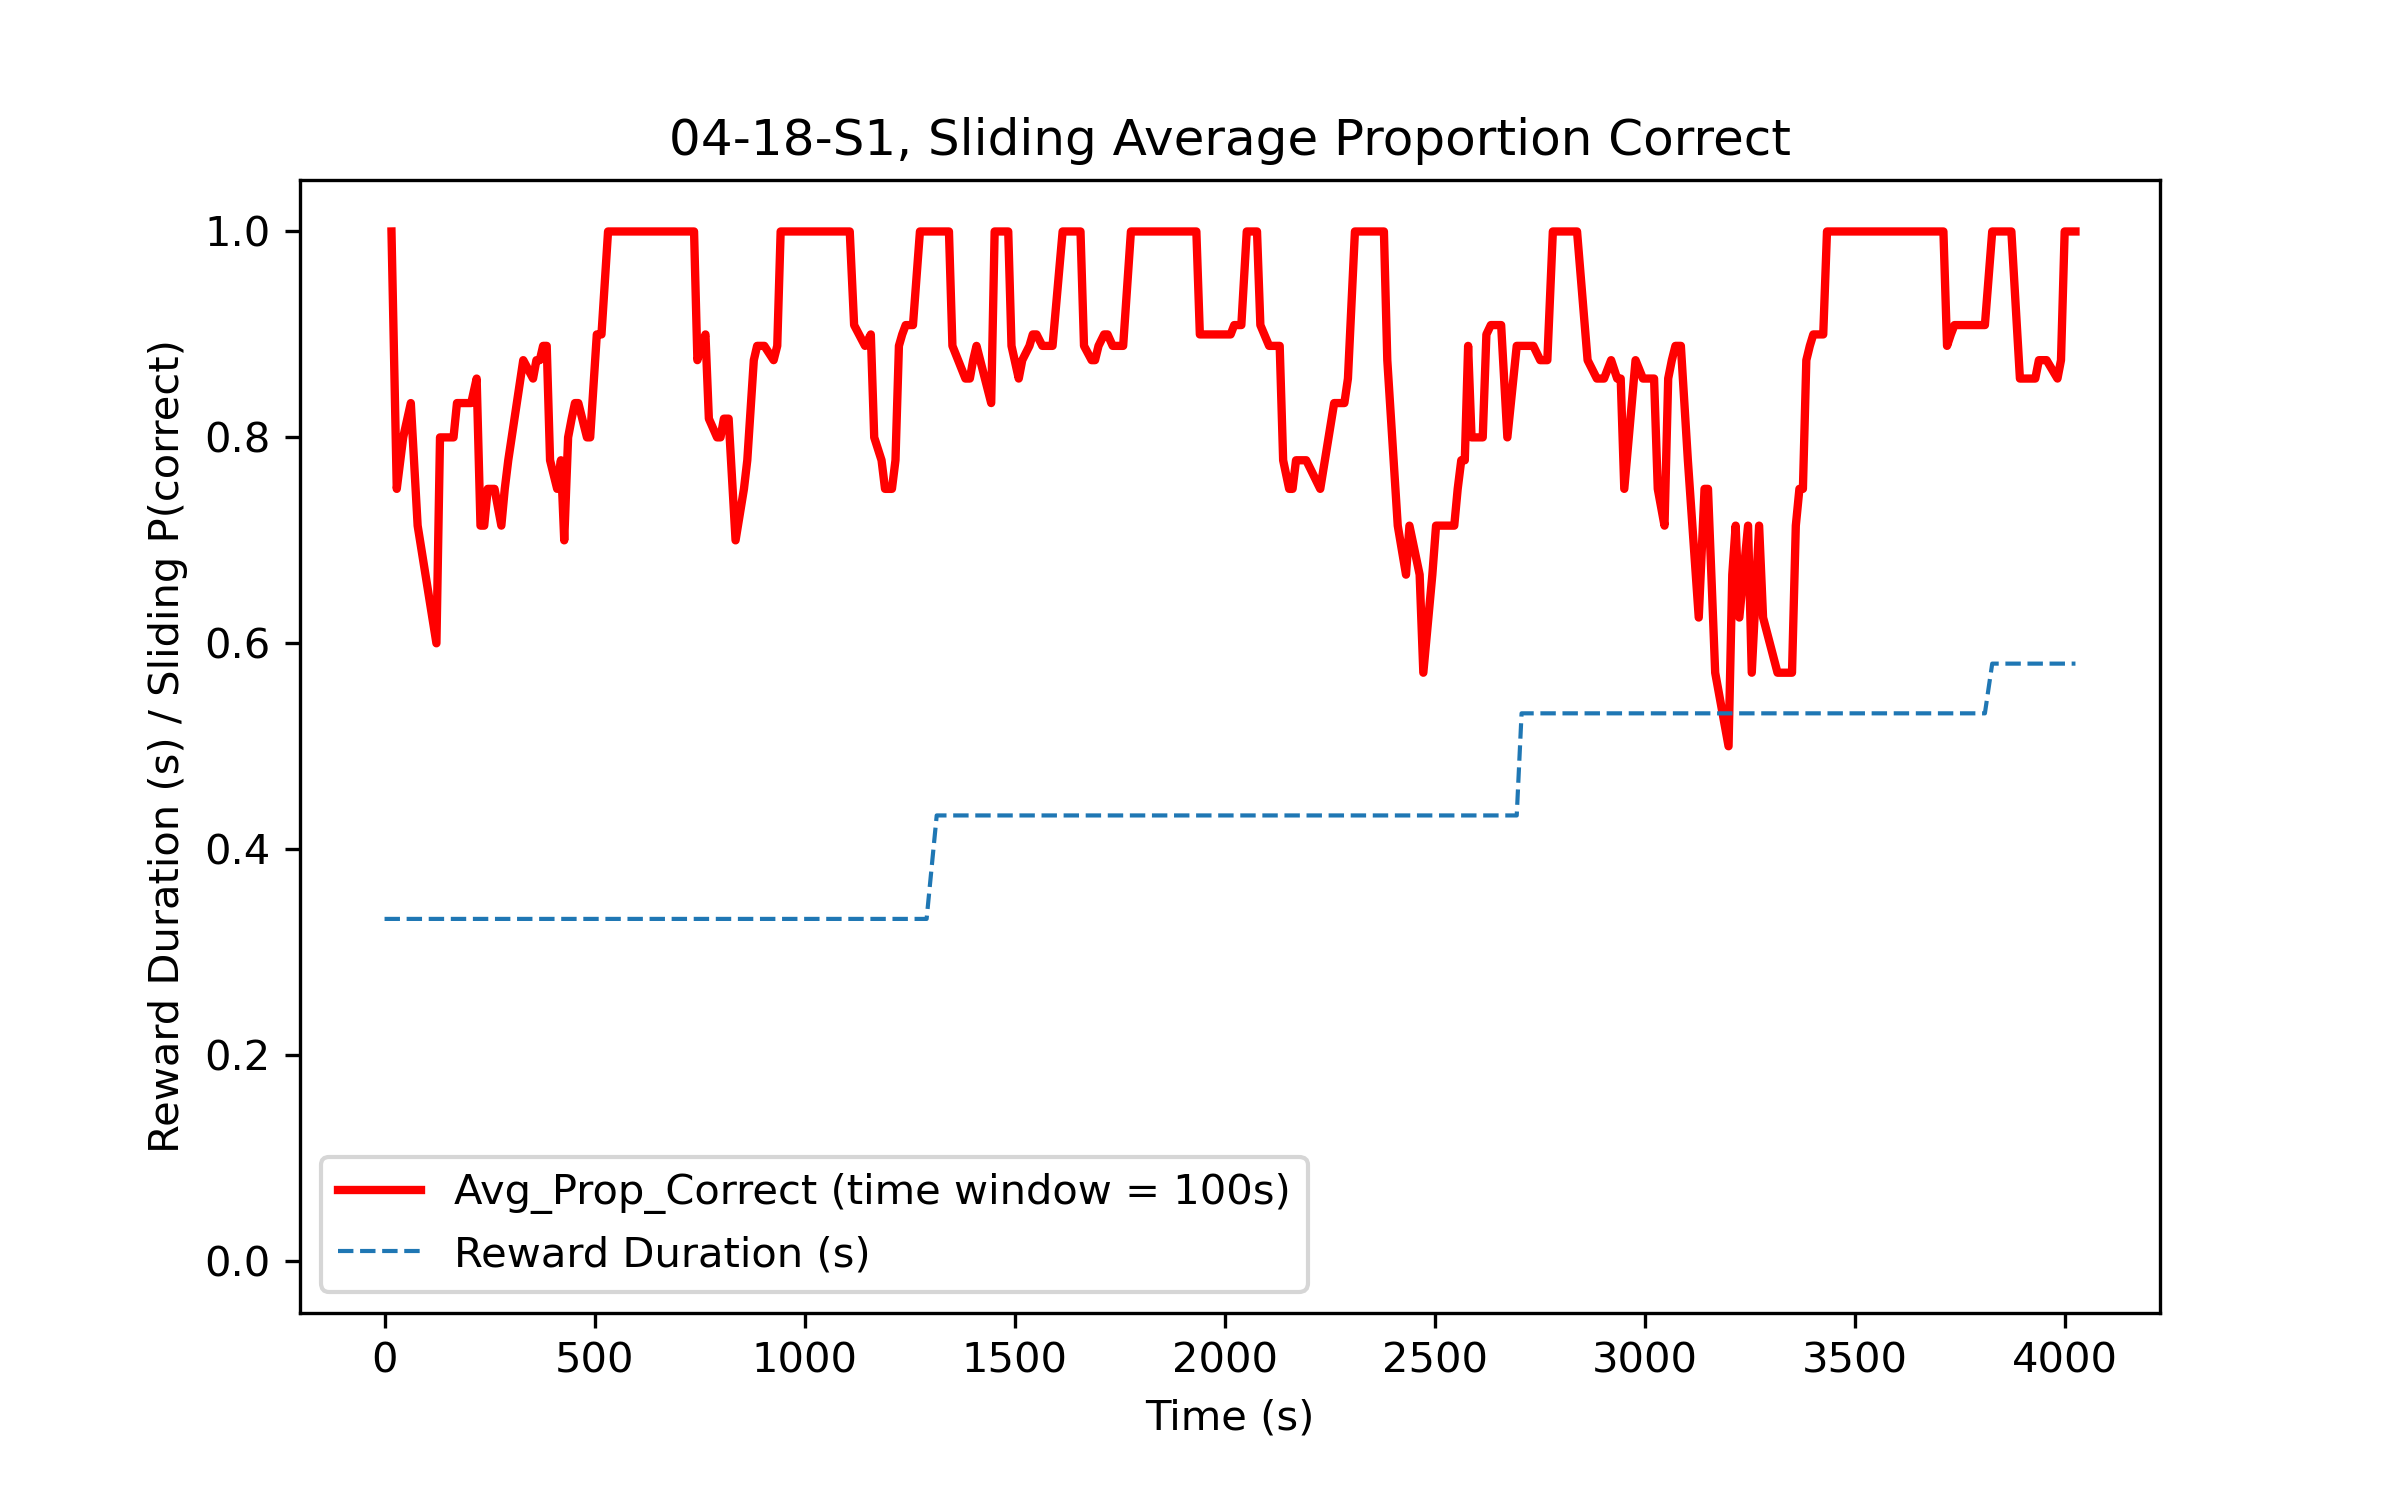 04-18-S1, Sliding Average Proportion Correct
Reward Duration (s) / Sliding P(correct)
1.0
0.8
0.6
0.4
0.2
0.0
Avg_Prop_Correct (time window = 100s)
Reward Duration (s)
0 500 1000 1500 2000 2500 3000 3500 4000
Time (s)